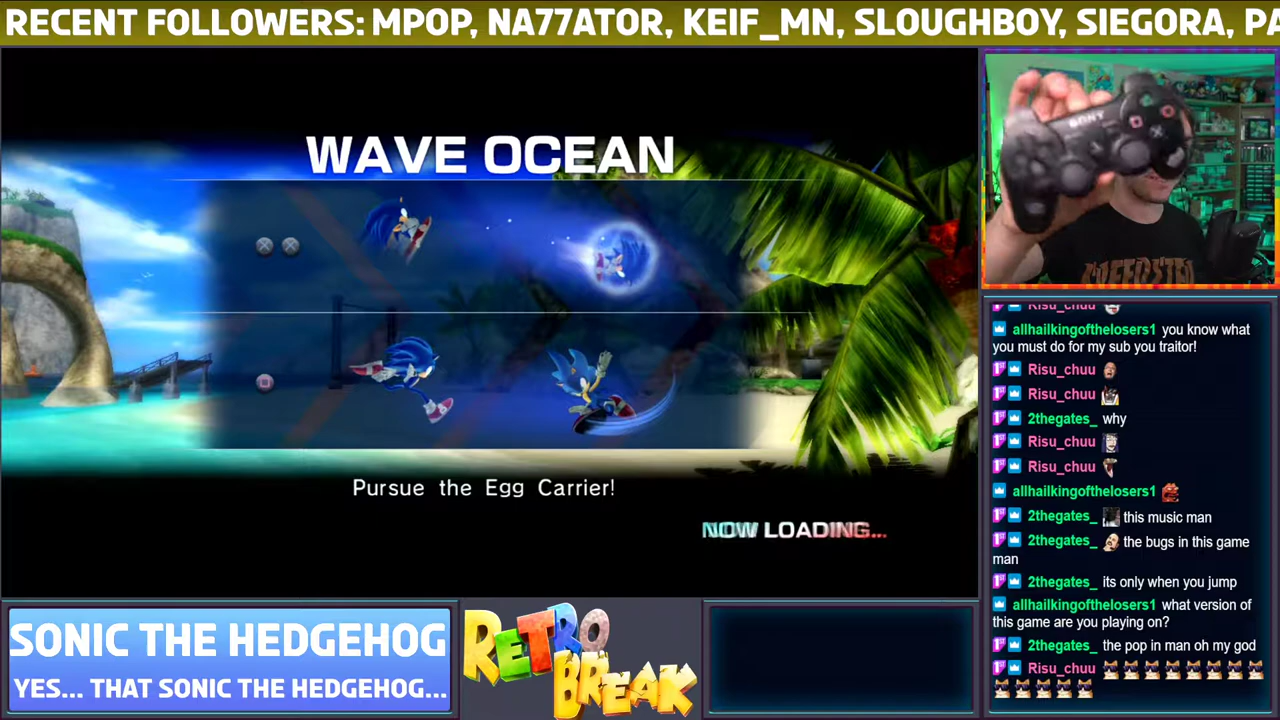 RECENT FOLLOWERS: MPOP, NA77ATOR, KEIF_MN, SLOUGHBOY, SIEGORA, PA
WAVE OCEAN
Pursue the Egg Carrier!
NOW LOADING...
SONY
Risu_chuu
allhailkingofthelosers1 you know what
you must do for my sub you traitor!
Risu_chuu
Risu_chuu
2thegates_ why
Risu_chuu
Risu_chuu
allhailkingofthelosers1
2thegates_ this music man
2thegates_ the bugs in this game
man
2thegates_ its only when you jump
allhailkingofthelosers1 what version of
this game are you playing on?
2thegates_ the pop in man oh my god
Risu_chuu
SONIC THE HEDGEHOG
YES... THAT SONIC THE HEDGEHOG...
RETRO
BREAK